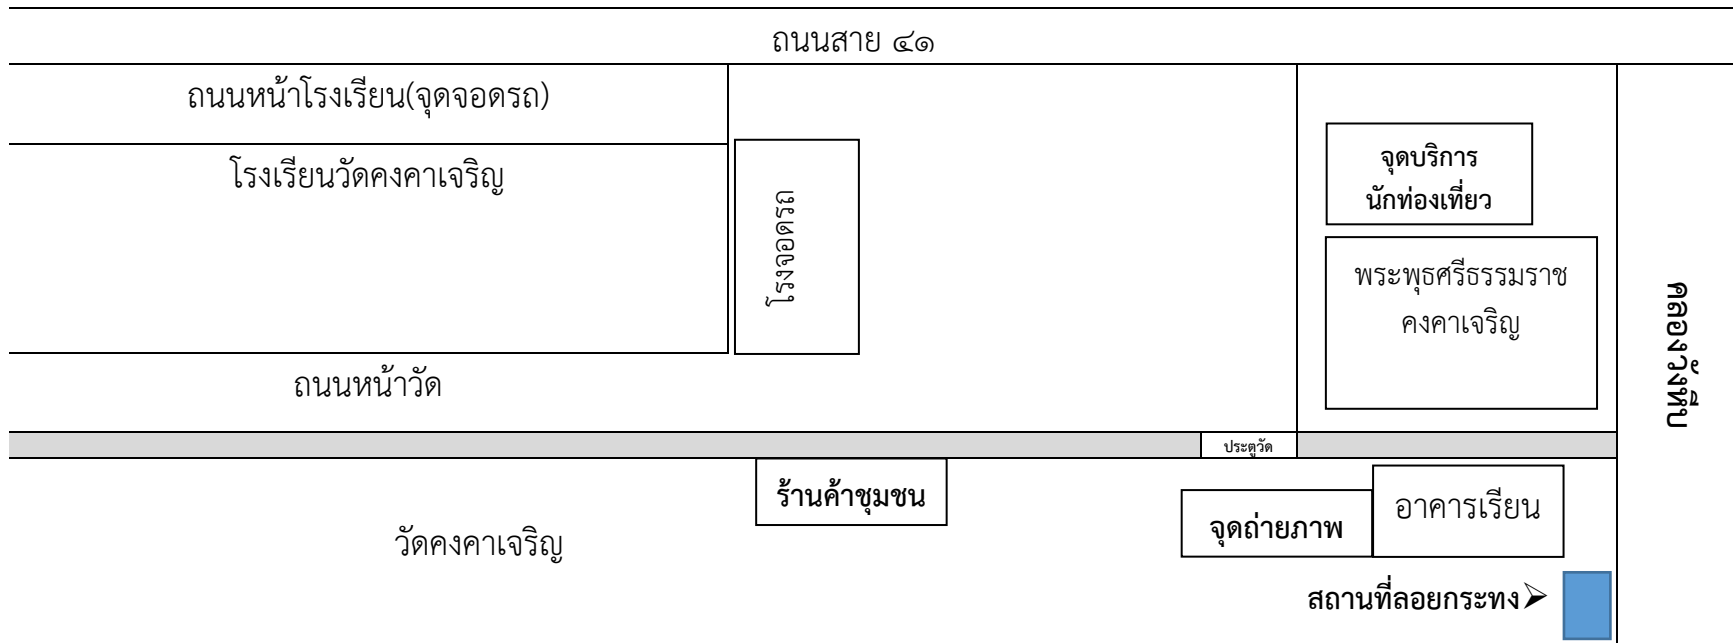 ถนนสาย ๔๑
ถนนหน้าโรงเรียน(จุดจอดรถ)
โรงเรียนวัดคงคาเจริญ
โรงจอดรถ
จุดบริการ
นักท่องเที่ยว
พระพุธศรีธรรมราช
คงคาเจริญ
คลองวังหีบ
ถนนหน้าวัด
ประตูวัด
ร้านค้าชุมชน
จุดถ่ายภาพ
อาคารเรียน
วัดคงคาเจริญ
สถานที่ลอยกระทง➢